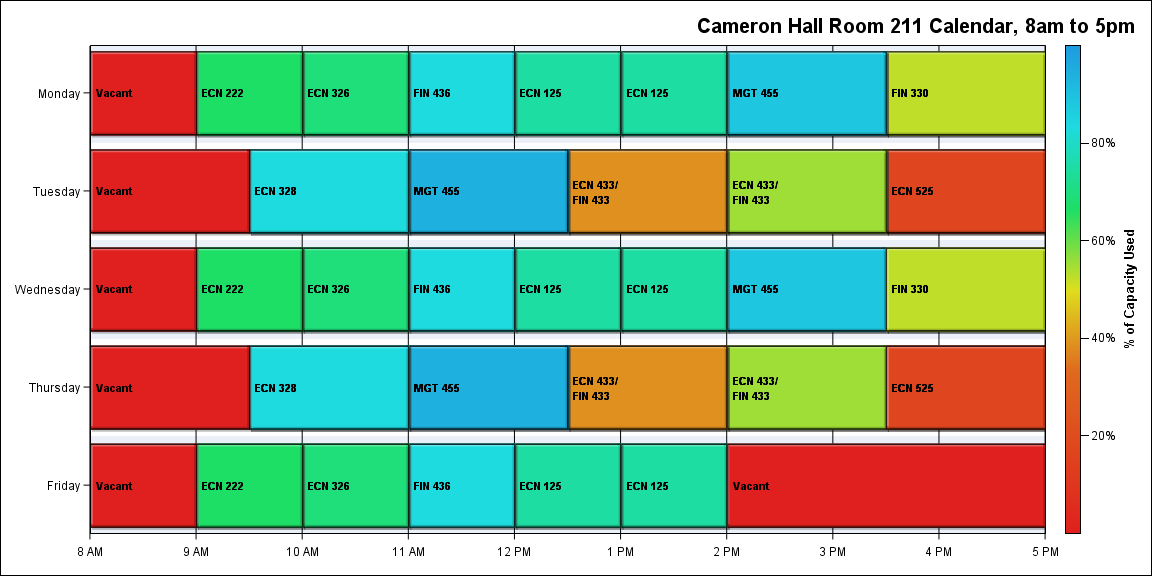 Cameron Hall Room 211 Calendar, 8am to 5pm
Monday
Vacant
ECN 222
ECN 326
FIN 436
ECN 125
ECN 125
MGT 455
FIN 330
Tuesday
Vacant
ECN 328
MGT 455
ECN 433/
FIN 433
ECN 433/
FIN 433
ECN 525
Wednesday
Vacant
ECN 222
ECN 326
FIN 436
ECN 125
ECN 125
MGT 455
FIN 330
Thursday
Vacant
ECN 328
MGT 455
ECN 433/
FIN 433
ECN 433/
FIN 433
ECN 525
Friday
Vacant
ECN 222
ECN 326
FIN 436
ECN 125
ECN 125
Vacant
8 AM
9 AM
10 AM
11 AM
12 PM
1 PM
2 PM
3 PM
4 PM
5 PM
80%
60%
40%
20%
% of Capacity Used